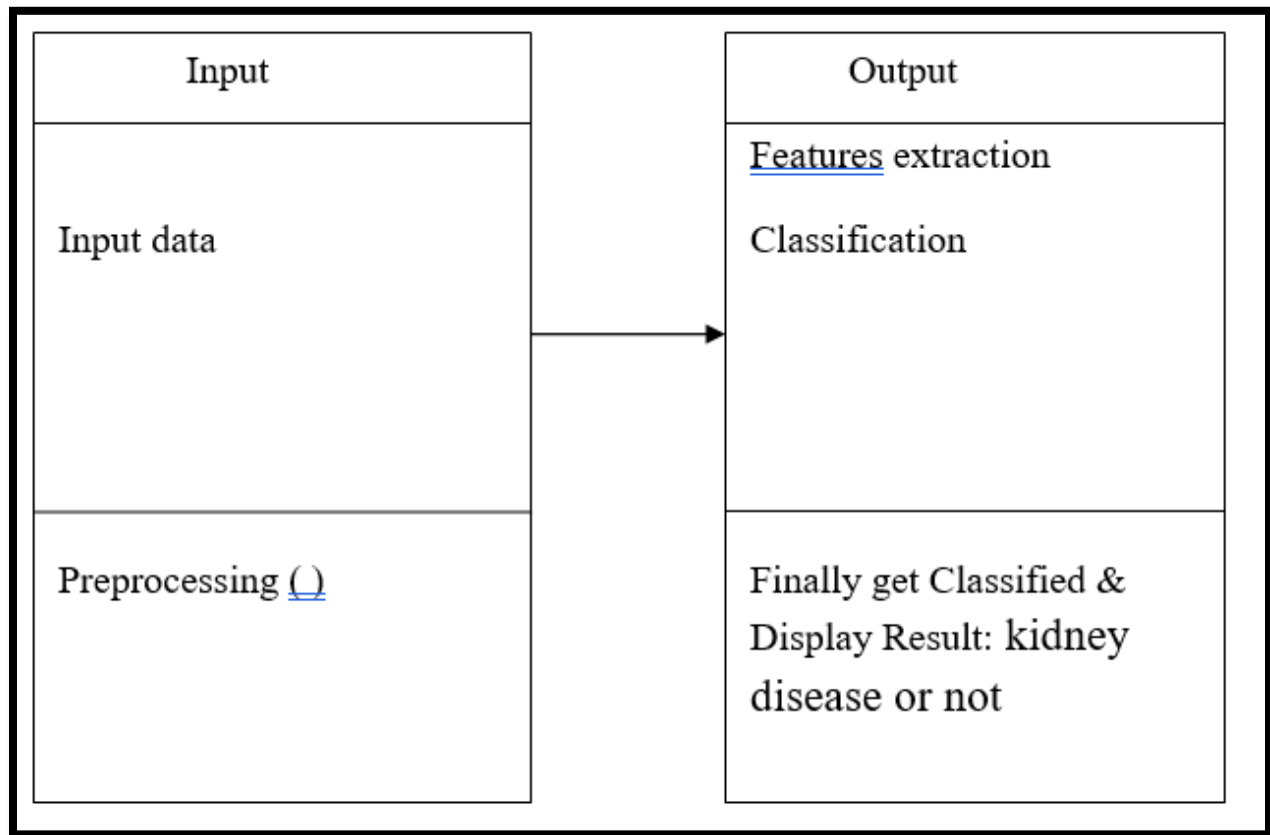 Input
Input data
Preprocessing ( )
Output
Features extraction
Classification
Finally get Classified &
Display Result: kidney
disease or not